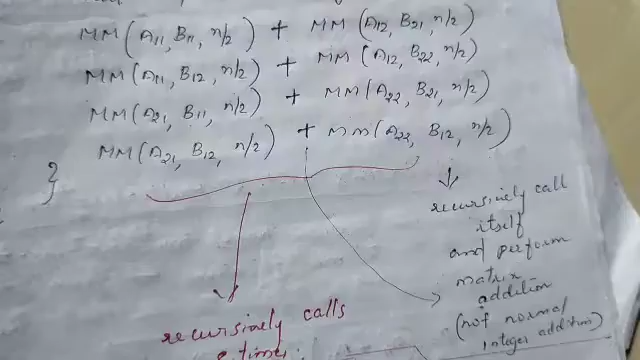 MM(A11, B11, n/2) + MM(A12, B21, n/2)
MM(A11, B12, n/2) + MM(A12, B22, n/2)
MM(A21, B11, n/2) + MM(A22, B21, n/2)
MM(A21, B12, n/2) + MM(A22, B12, n/2)
}
recursively call
itself
and perform
matrix
addition
(not normal
integer addition)
recursively calls